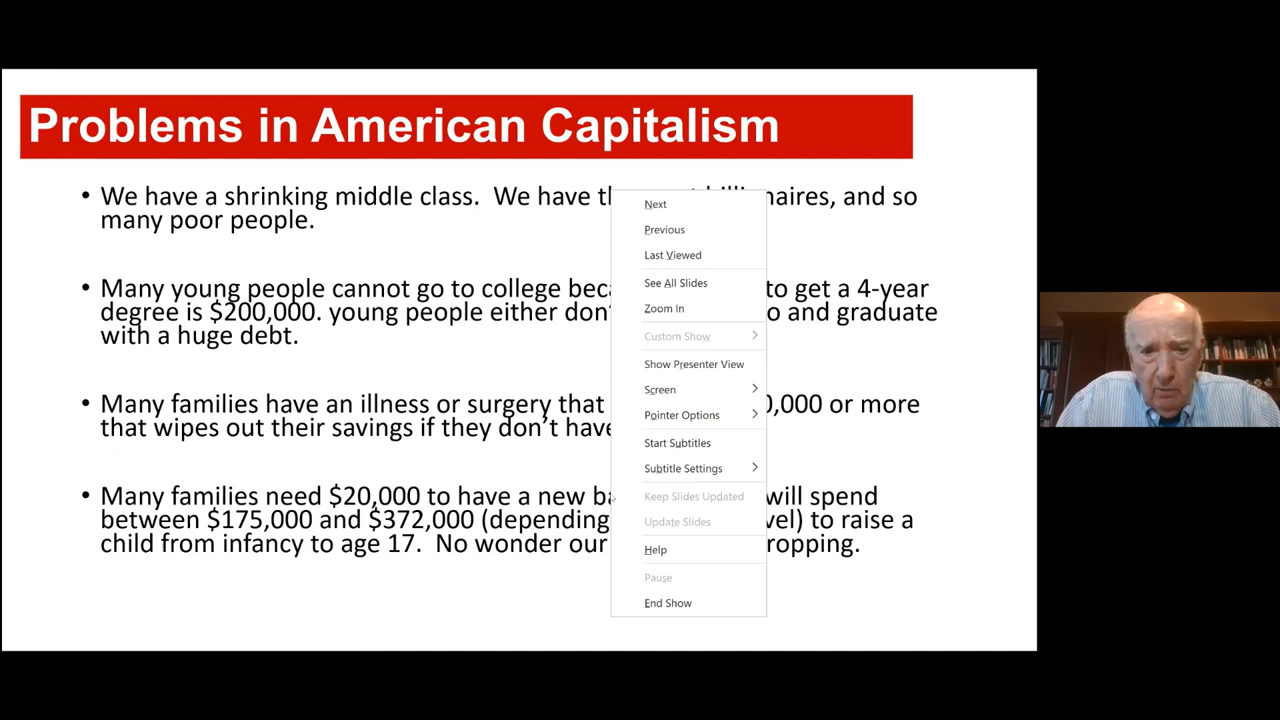 Problems in American Capitalism
• We have a shrinking middle class. We have aires, and so
many poor people.
• Many young people cannot go to college to get a 4-year
degree is $200,000. young people either and graduate
with a huge debt.
• Many families have an illness or surgery that 0,000 or more
that wipes out their savings if they don't have
• Many families need $20,000 to have a new will spend
between $175,000 and $372,000 (depending vel) to raise a
child from infancy to age 17. No wonder our ropping.
Next
Previous
Last Viewed
See All Slides
Zoom In
Custom Show
Show Presenter View
Screen
Pointer Options
Start Subtitles
Subtitle Settings
Keep Slides Updated
Update Slides
Help
Pause
End Show